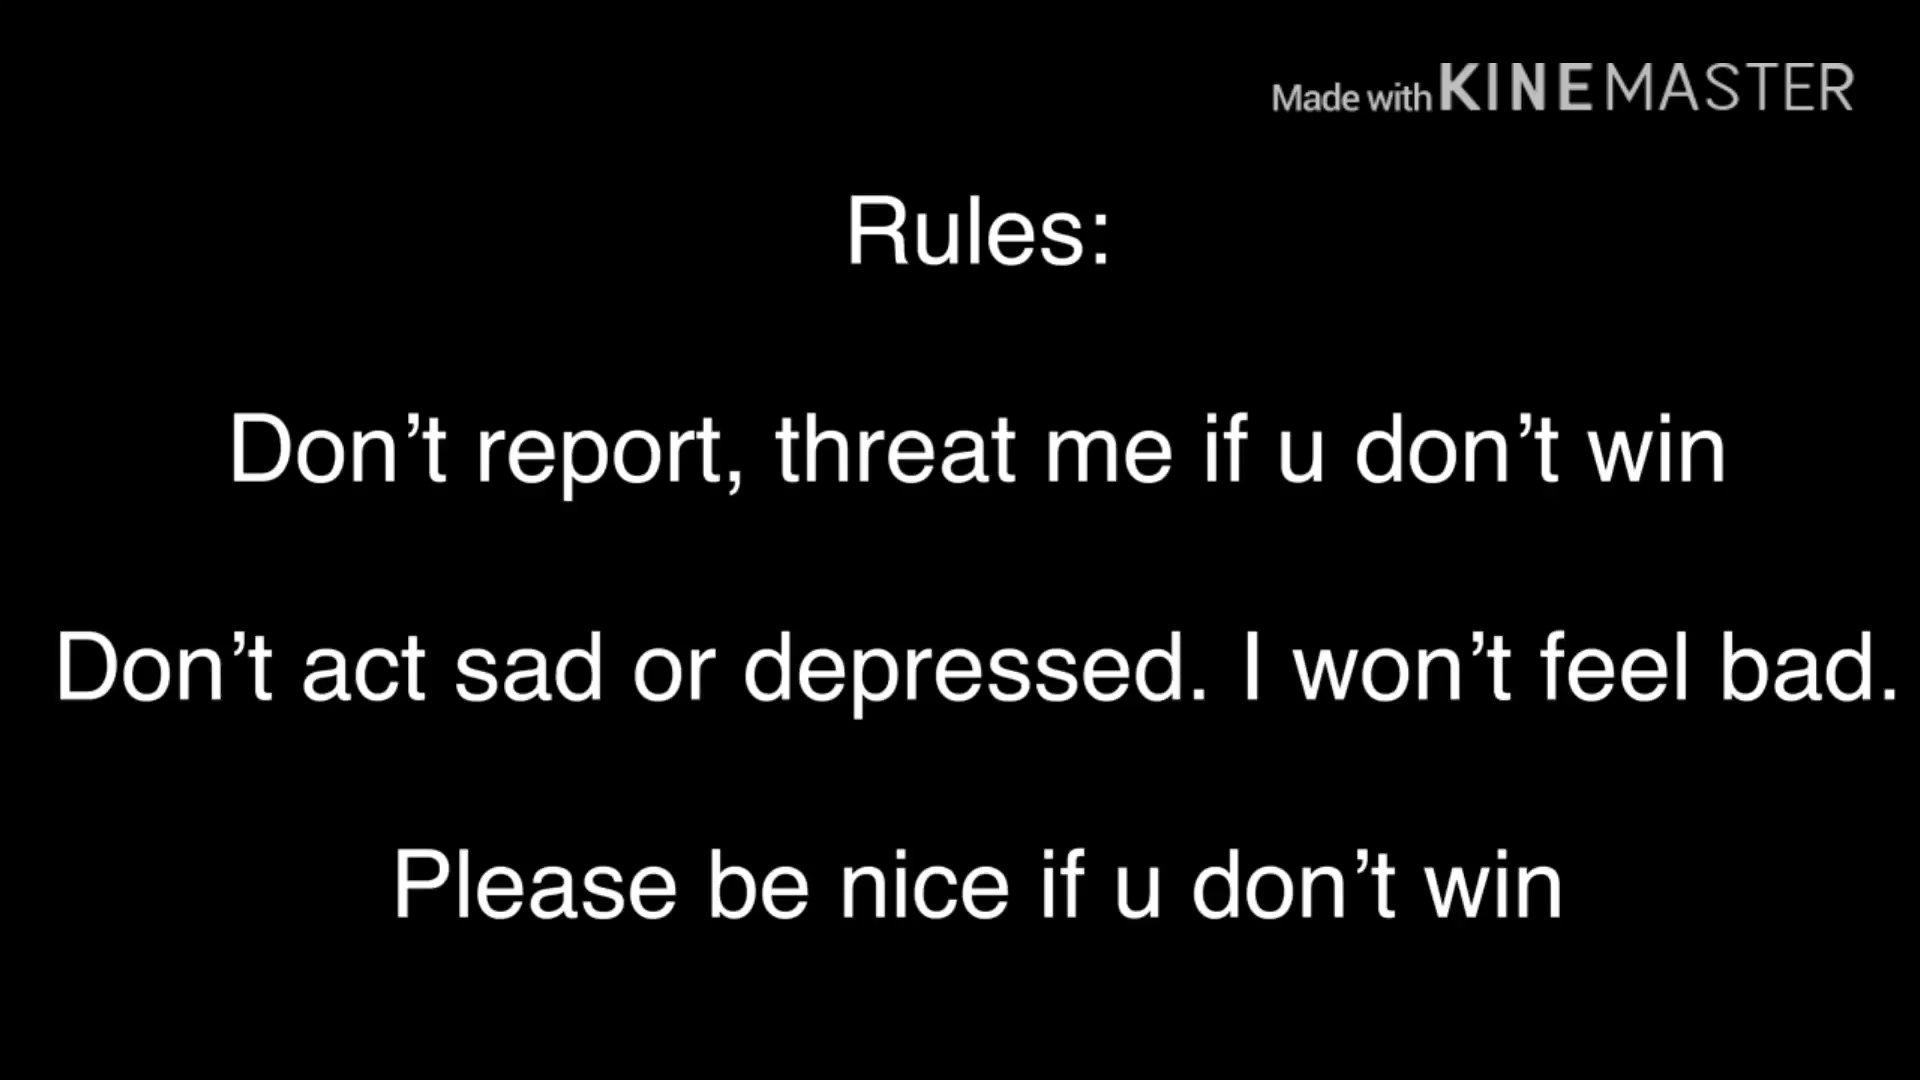 Made with KINEMASTER
Rules:
Don’t report, threat me if u don’t win
Don’t act sad or depressed. I won’t feel bad.
Please be nice if u don’t win